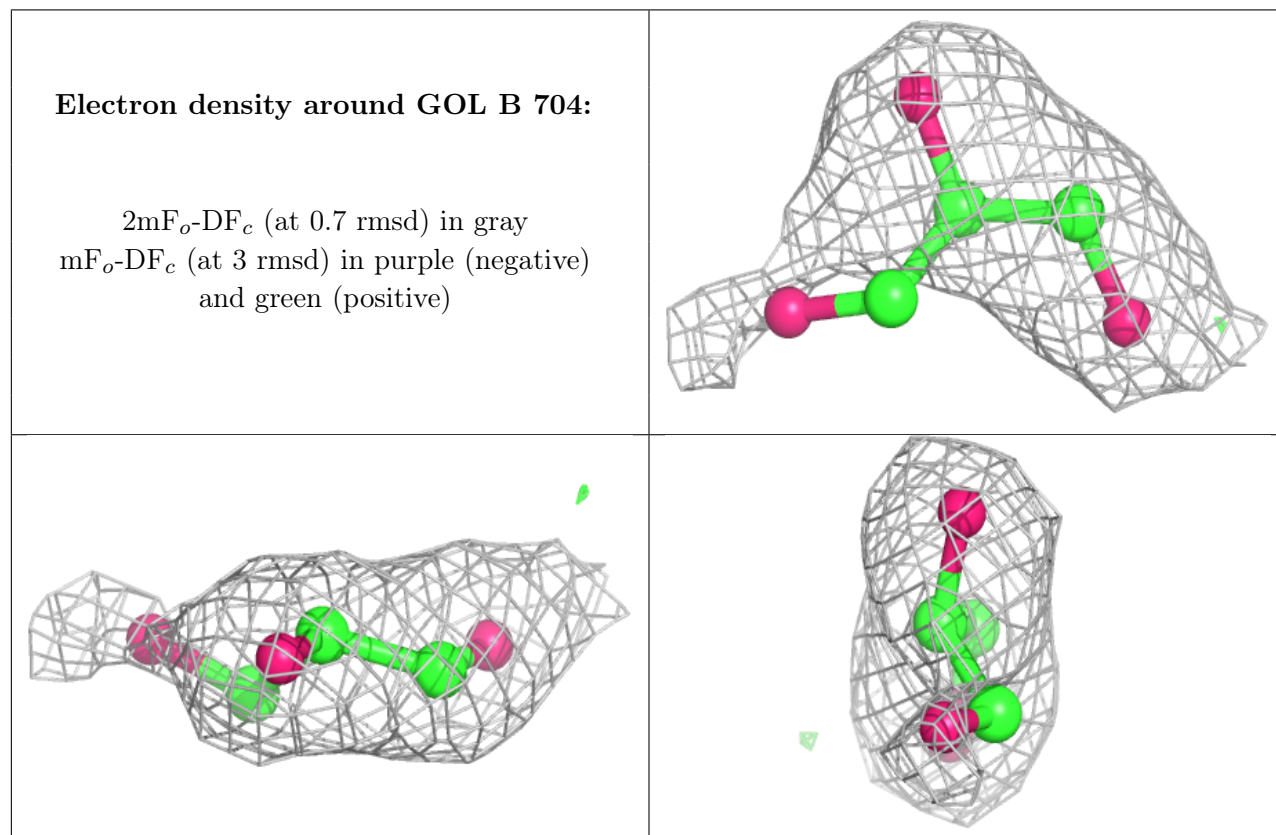 Electron density around GOL B 704:
2mFo-DFc (at 0.7 rmsd) in gray
mFo-DFc (at 3 rmsd) in purple (negative)
and green (positive)